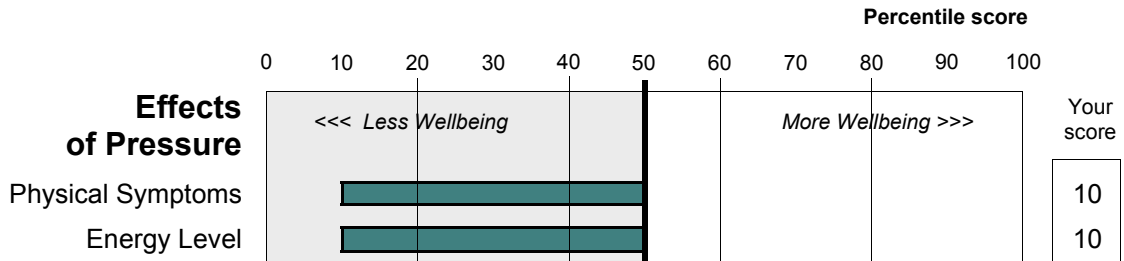 Percentile score
0 10 20 30 40 50 60 70 80 90 100
Effects
of Pressure
<<< Less Wellbeing
More Wellbeing >>>
Your
score
Physical Symptoms 10
Energy Level 10